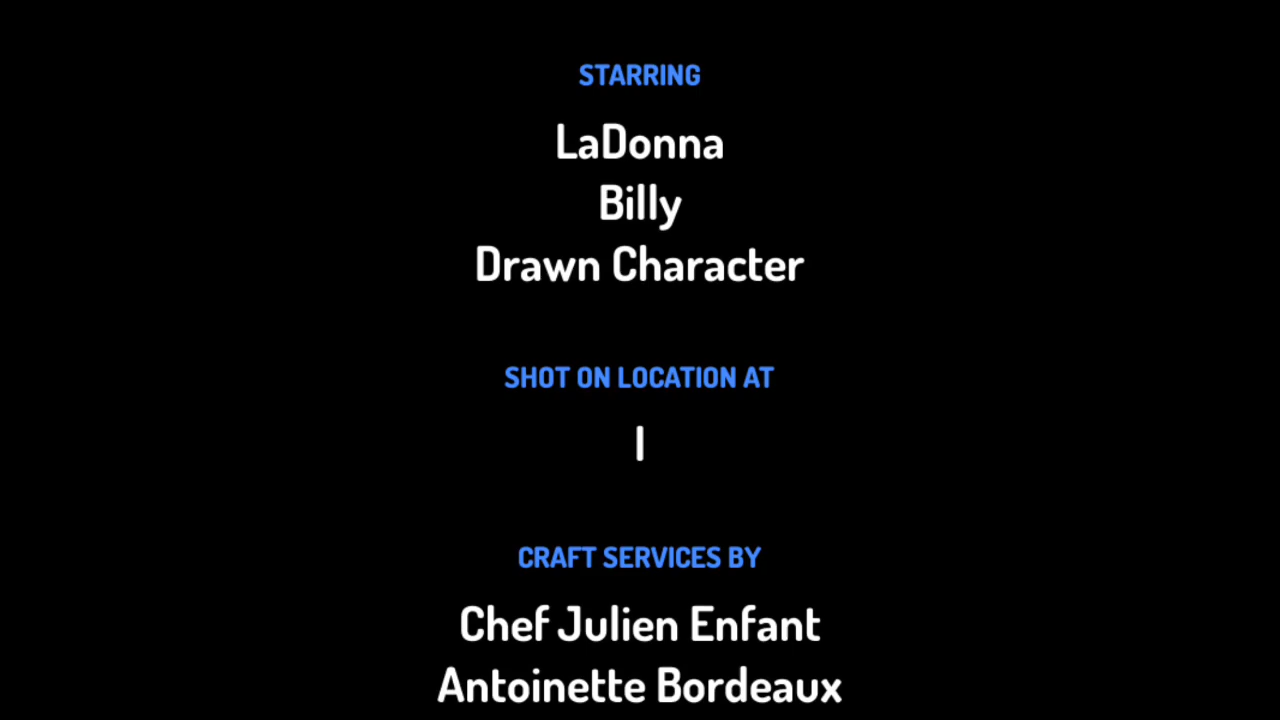 STARRING
LaDonna
Billy
Drawn Character
SHOT ON LOCATION AT
I
CRAFT SERVICES BY
Chef Julien Enfant
Antoinette Bordeaux